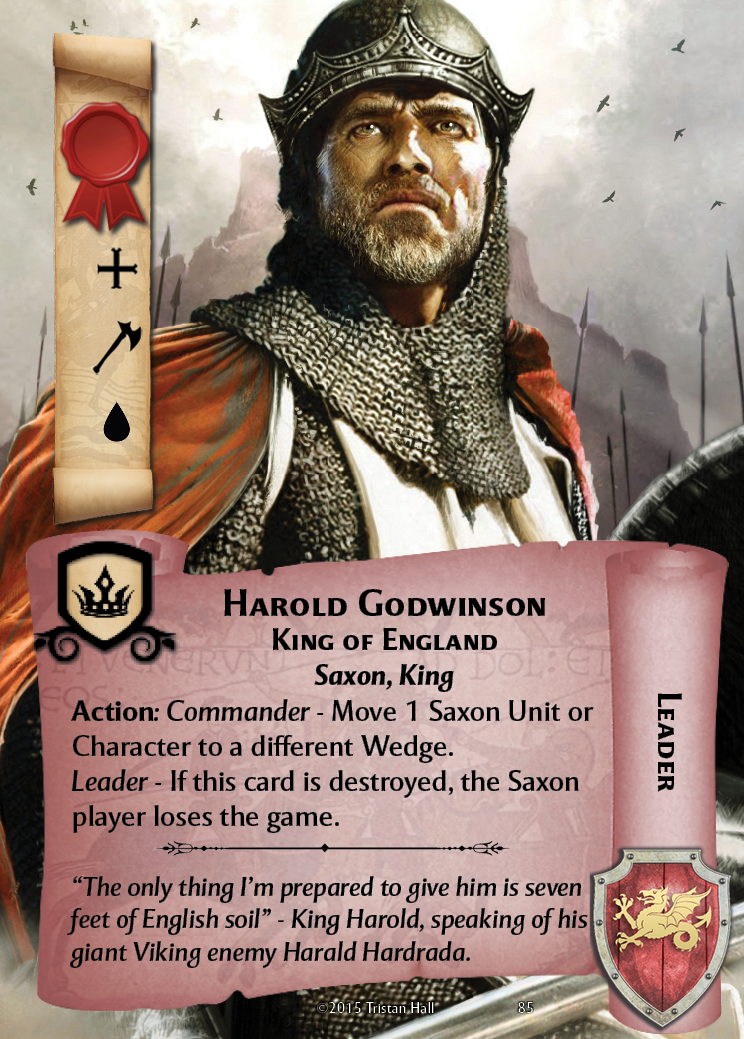 Harold Godwinson
King of England
Saxon, King
Action: Commander - Move 1 Saxon Unit or
Character to a different Wedge.
Leader - If this card is destroyed, the Saxon
player loses the game.
Leader
“The only thing I’m prepared to give him is seven
feet of English soil” - King Harold, speaking of his
giant Viking enemy Harald Hardrada.
©2015 Tristan Hall
85